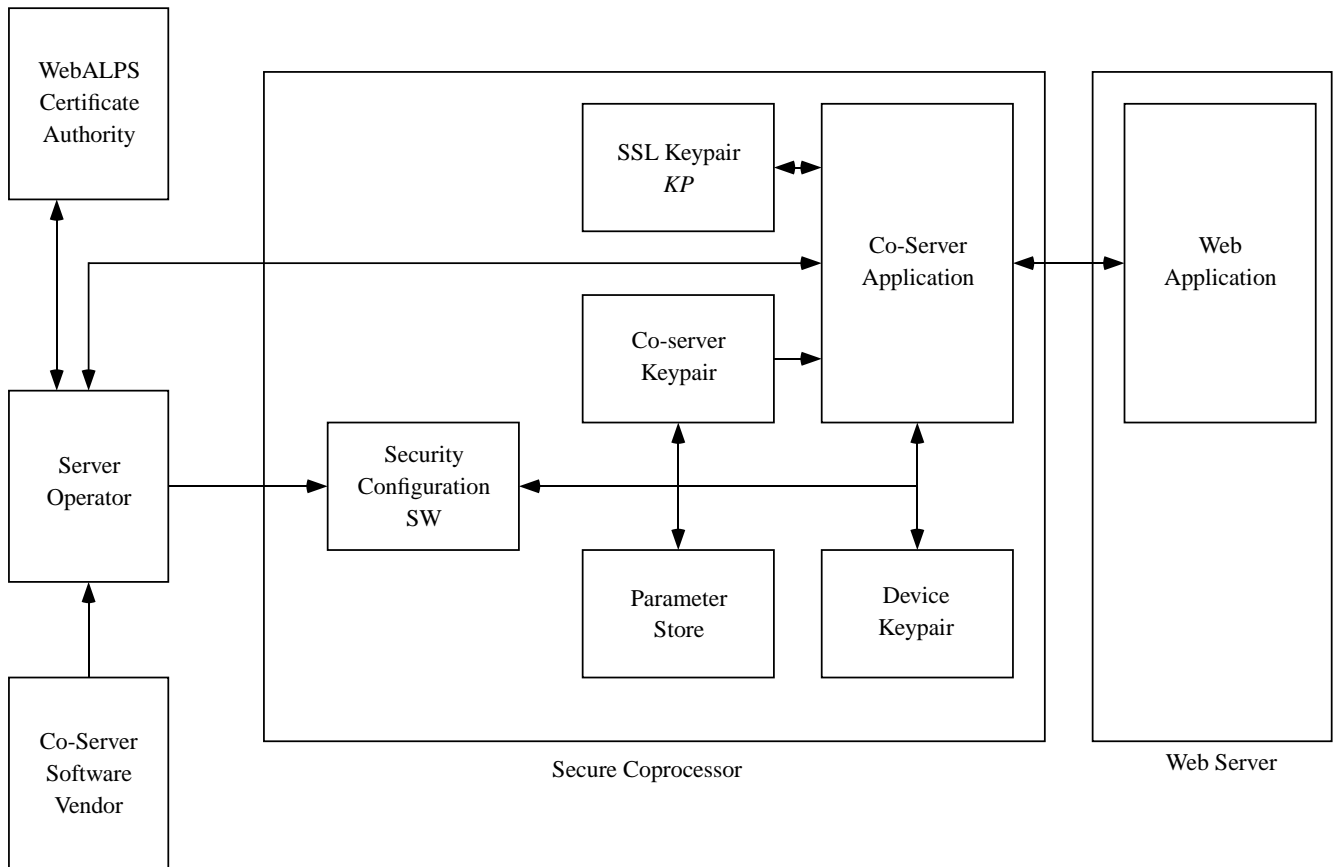 WebALPS
Certificate
Authority
SSL Keypair
KP
Co-Server
Application
Web
Application
Co-server
Keypair
Server
Operator
Security
Configuration
SW
Parameter
Store
Device
Keypair
Co-Server
Software
Vendor
Secure Coprocessor
Web Server